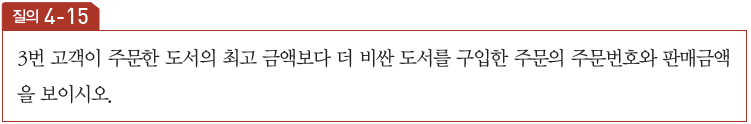 질의 4-15
3번 고객이 주문한 도서의 최고 금액보다 더 비싼 도서를 구입한 주문의 주문번호와 판매금액
을 보이시오.